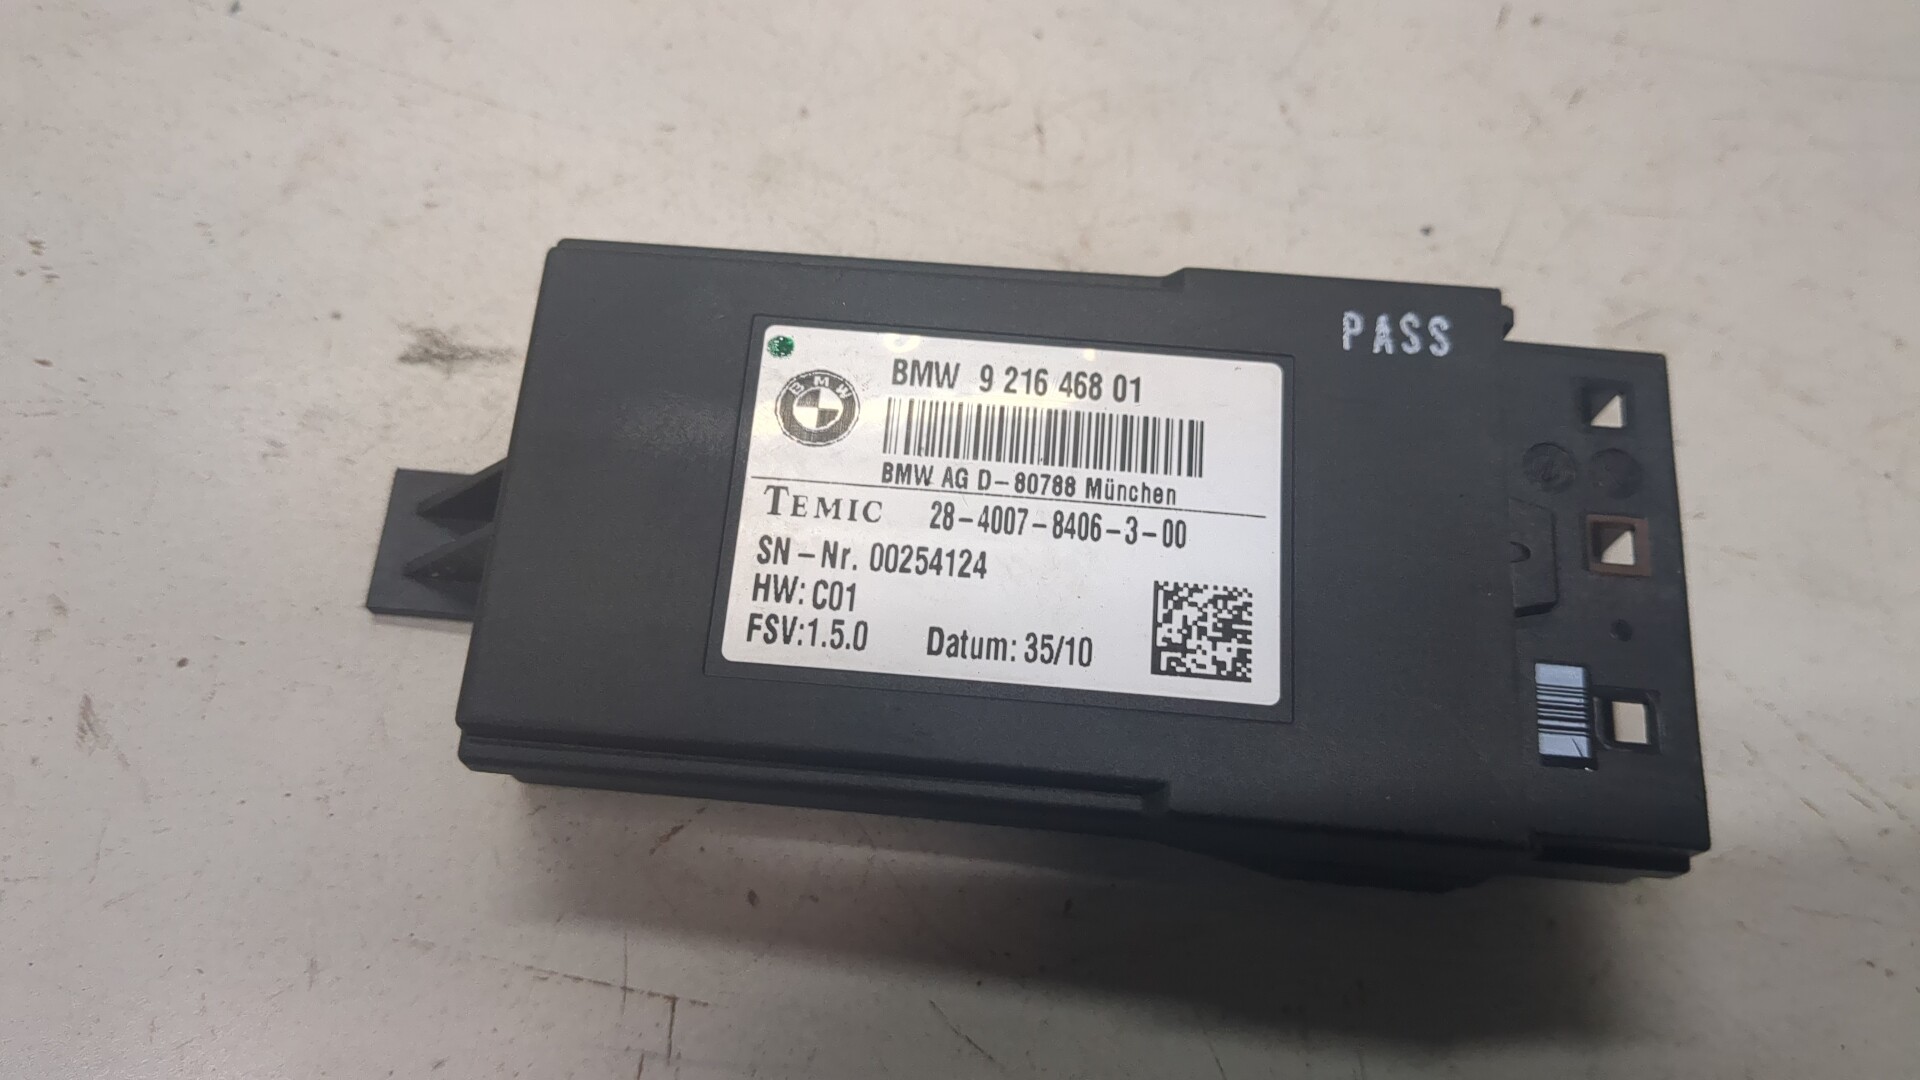 PASS
BMW 9 216 468 01
BMW
BMW AG D-80788 München
TEMIC 28-4007-8406-3-00
SN-Nr. 00254124
HW: C01
FSV:1.5.0 Datum: 35/10